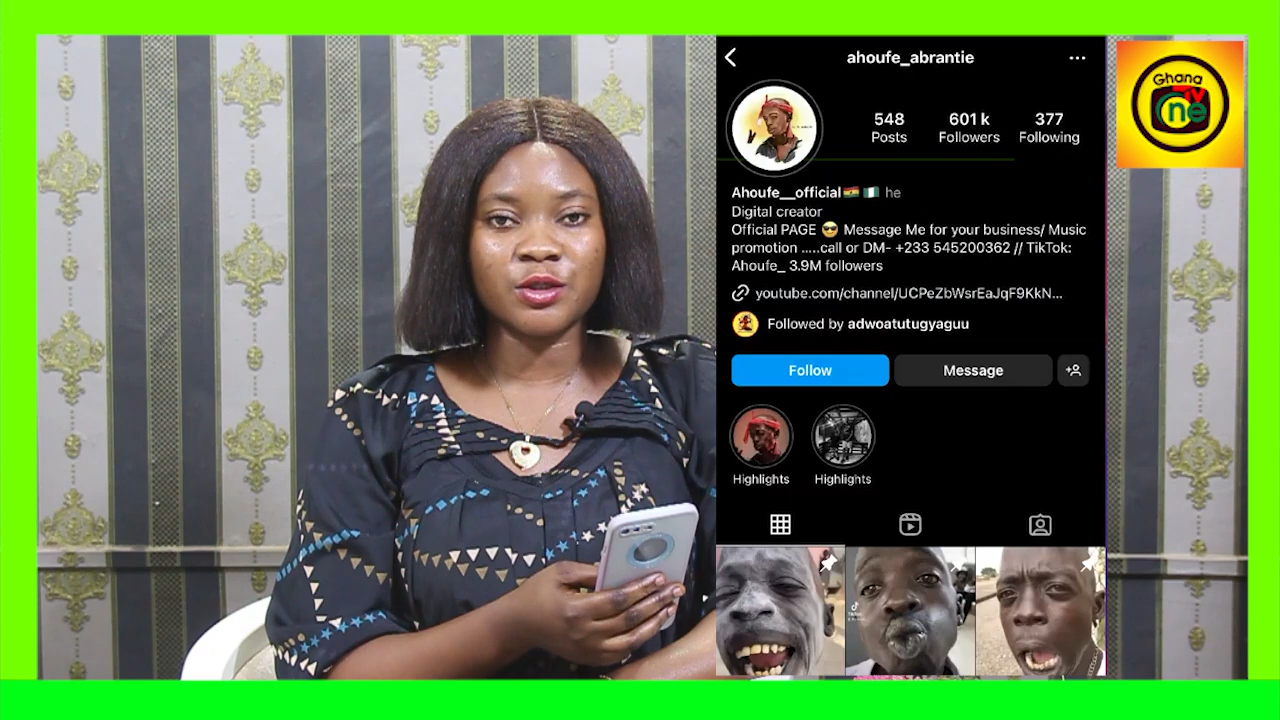 ahoufe_abrantie
548
601 k
377
Posts
Followers
Following
Ahoufe__official🇬🇭 🇳🇬 he
Digital creator
Official PAGE 😎 Message Me for your business/ Music
promotion .....call or DM- +233 545200362 // TikTok:
Ahoufe_ 3.9M followers
youtube.com/channel/UCPeZbWsrEaJqF9KkN...
Followed by adwoatutugyaguu
Follow
Message
Highlights
Highlights
Ghana
TV
One